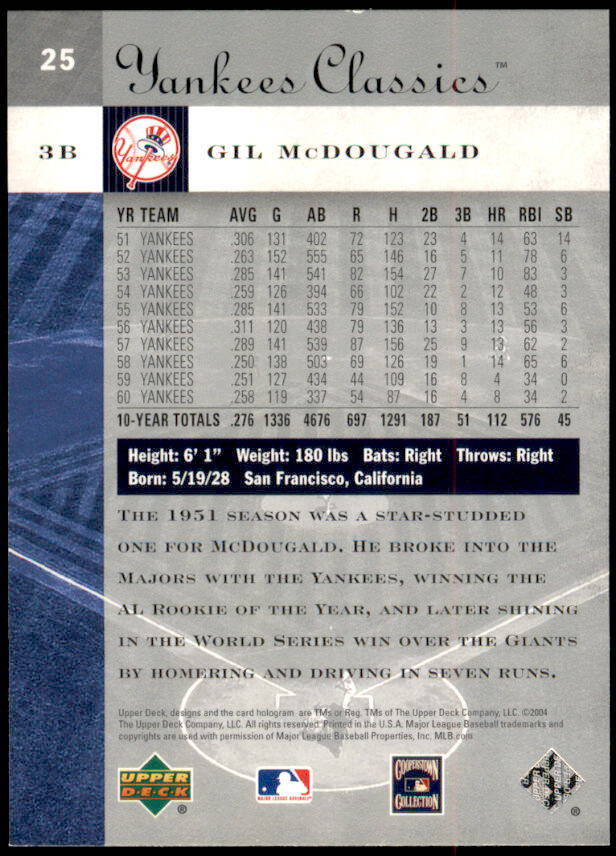 25
Yankees Classics™
3B
Yankees
GIL McDOUGALD
YR TEAM AVG G AB R H 2B 3B HR RBI SB
51 YANKEES .306 131 402 72 123 23 4 14 63 14
52 YANKEES .263 152 555 65 146 16 5 11 78 6
53 YANKEES .285 141 541 82 154 27 7 10 83 3
54 YANKEES .259 126 394 66 102 22 2 12 48 3
55 YANKEES .285 141 533 79 152 10 8 13 53 6
56 YANKEES .311 120 438 79 136 13 3 13 56 3
57 YANKEES .289 141 539 87 156 25 9 13 62 2
58 YANKEES .250 138 503 69 126 19 1 14 65 6
59 YANKEES .251 127 434 44 109 16 8 4 34 0
60 YANKEES .258 119 337 54 87 16 4 8 34 2
10-YEAR TOTALS .276 1336 4676 697 1291 187 51 112 576 45
Height: 6' 1" Weight: 180 lbs Bats: Right Throws: Right
Born: 5/19/28 San Francisco, California
THE 1951 SEASON WAS A STAR-STUDDED
ONE FOR MCDOUGALD. HE BROKE INTO THE
MAJORS WITH THE YANKEES, WINNING THE
AL ROOKIE OF THE YEAR, AND LATER SHINING
IN THE WORLD SERIES WIN OVER THE GIANTS
BY HOMERING AND DRIVING IN SEVEN RUNS.
Upper Deck, designs and the card hologram are TMs or Reg. TMs of The Upper Deck Company, LLC. ©2004
The Upper Deck Company, LLC. All rights reserved. Printed in the U.S.A. Major League Baseball trademarks and
copyrights are used with permission of Major League Baseball Properties, Inc. MLB.com
UPPER DECK ®
MAJOR LEAGUE BASEBALL
COOPERSTOWN COLLECTION
UPPER DECK ®